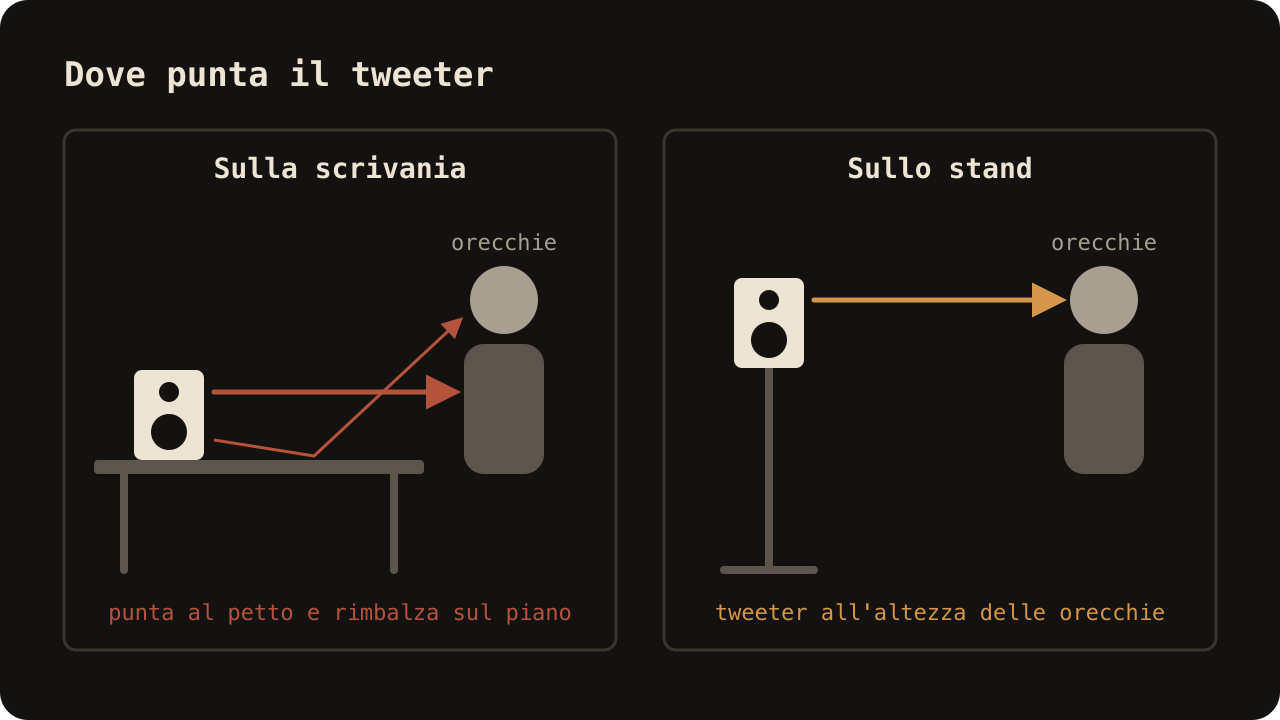 Dove punta il tweeter
Sulla scrivania
orecchie
punta al petto e rimbalza sul piano
Sullo stand
orecchie
tweeter all'altezza delle orecchie